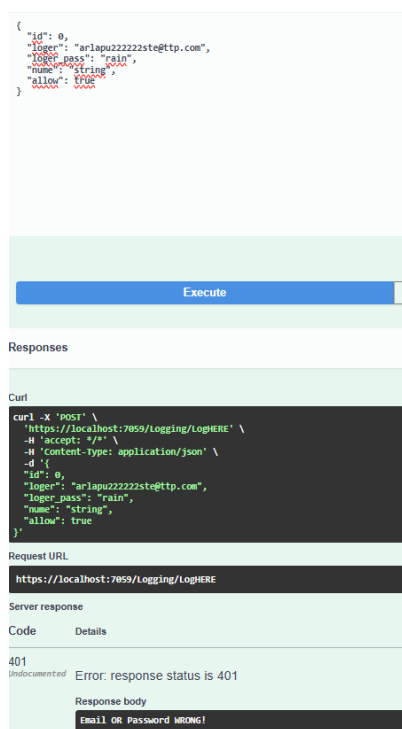 {
"id": 0,
"loger": "arlapu222222ste@ttp.com",
"loger_pass": "rain",
"nume": "string",
"allow": true
}
Execute
Responses
Curl
curl -X 'POST' \
'https://localhost:7059/Logging/LogHERE' \
-H 'accept: */*' \
-H 'Content-Type: application/json' \
-d '{
"id": 0,
"loger": "arlapu222222ste@ttp.com",
"loger_pass": "rain",
"nume": "string",
"allow": true
}'
Request URL
https://localhost:7059/Logging/LogHERE
Server response
Code Details
401
Undocumented Error: response status is 401
Response body
Email OR Password WRONG!